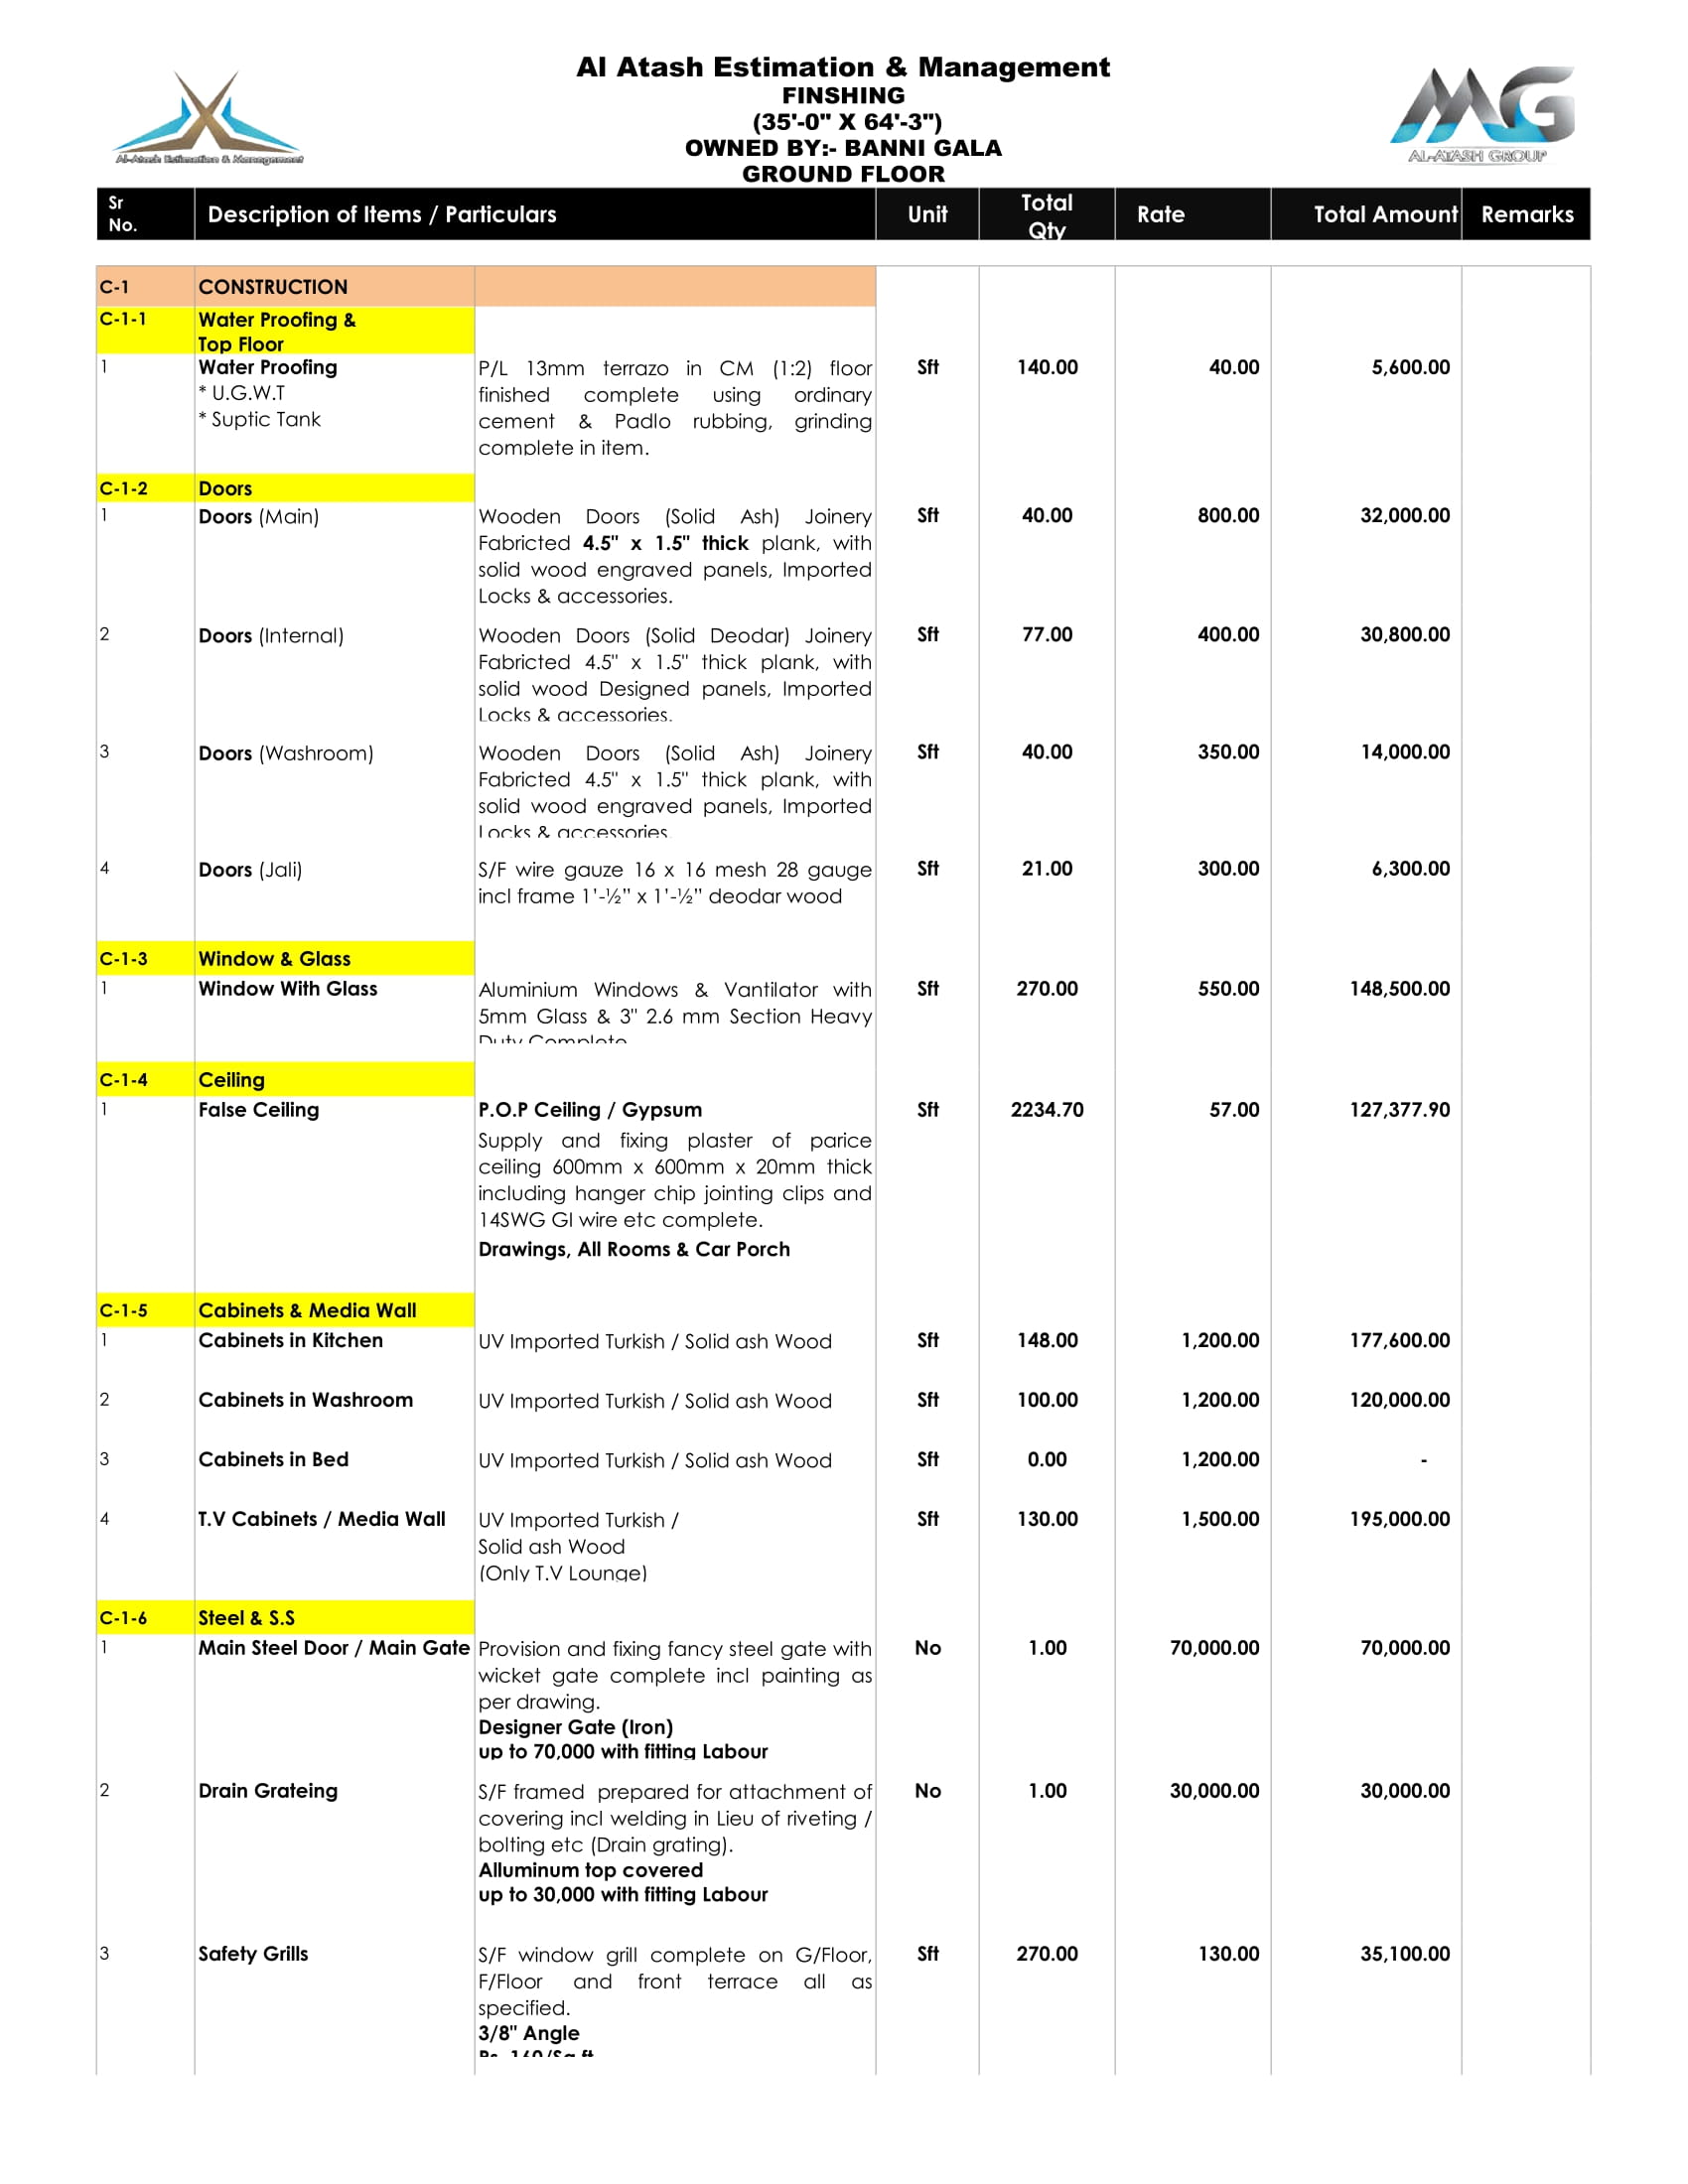 Al Atash Estimation & Management
FINSHING
(35'-0" X 64'-3")
OWNED BY:- BANNI GALA
GROUND FLOOR
Al-Atash Estimation & Management
MG
AL-ATASH GROUP
Sr No. Description of Items / Particulars Unit Total Qty Rate Total Amount Remarks
C-1 CONSTRUCTION
C-1-1 Water Proofing &
Top Floor
1 Water Proofing P/L 13mm terrazo in CM (1:2) floor Sft 140.00 40.00 5,600.00
* U.G.W.T finished complete using ordinary
* Suptic Tank cement & Padlo rubbing, grinding
complete in item.
C-1-2 Doors
1 Doors (Main) Wooden Doors (Solid Ash) Joinery Sft 40.00 800.00 32,000.00
Fabricted 4.5" x 1.5" thick plank, with
solid wood engraved panels, Imported
Locks & accessories.
2 Doors (Internal) Wooden Doors (Solid Deodar) Joinery Sft 77.00 400.00 30,800.00
Fabricted 4.5" x 1.5" thick plank, with
solid wood Designed panels, Imported
Locks & accessories.
3 Doors (Washroom) Wooden Doors (Solid Ash) Joinery Sft 40.00 350.00 14,000.00
Fabricted 4.5" x 1.5" thick plank, with
solid wood engraved panels, Imported
Locks & accessories.
4 Doors (Jali) S/F wire gauze 16 x 16 mesh 28 gauge Sft 21.00 300.00 6,300.00
incl frame 1'-½” x 1’-½” deodar wood
C-1-3 Window & Glass
1 Window With Glass Aluminium Windows & Vantilator with Sft 270.00 550.00 148,500.00
5mm Glass & 3" 2.6 mm Section Heavy
Duty Complete
C-1-4 Ceiling
1 False Ceiling P.O.P Ceiling / Gypsum Sft 2234.70 57.00 127,377.90
Supply and fixing plaster of parice
ceiling 600mm x 600mm x 20mm thick
including hanger chip jointing clips and
14SWG GI wire etc complete.
Drawings, All Rooms & Car Porch
C-1-5 Cabinets & Media Wall
1 Cabinets in Kitchen UV Imported Turkish / Solid ash Wood Sft 148.00 1,200.00 177,600.00
2 Cabinets in Washroom UV Imported Turkish / Solid ash Wood Sft 100.00 1,200.00 120,000.00
3 Cabinets in Bed UV Imported Turkish / Solid ash Wood Sft 0.00 1,200.00 -
4 T.V Cabinets / Media Wall UV Imported Turkish / Sft 130.00 1,500.00 195,000.00
Solid ash Wood
(Only T.V Lounge)
C-1-6 Steel & S.S
1 Main Steel Door / Main Gate Provision and fixing fancy steel gate with No 1.00 70,000.00 70,000.00
wicket gate complete incl painting as
per drawing.
Designer Gate (Iron)
up to 70,000 with fitting Labour
2 Drain Grateing S/F framed prepared for attachment of No 1.00 30,000.00 30,000.00
covering incl welding in Lieu of riveting /
bolting etc (Drain grating).
Alluminum top covered
up to 30,000 with fitting Labour
3 Safety Grills S/F window grill complete on G/Floor, Sft 270.00 130.00 35,100.00
F/Floor and front terrace all as
specified.
3/8" Angle
Rs. 160/Sq.ft